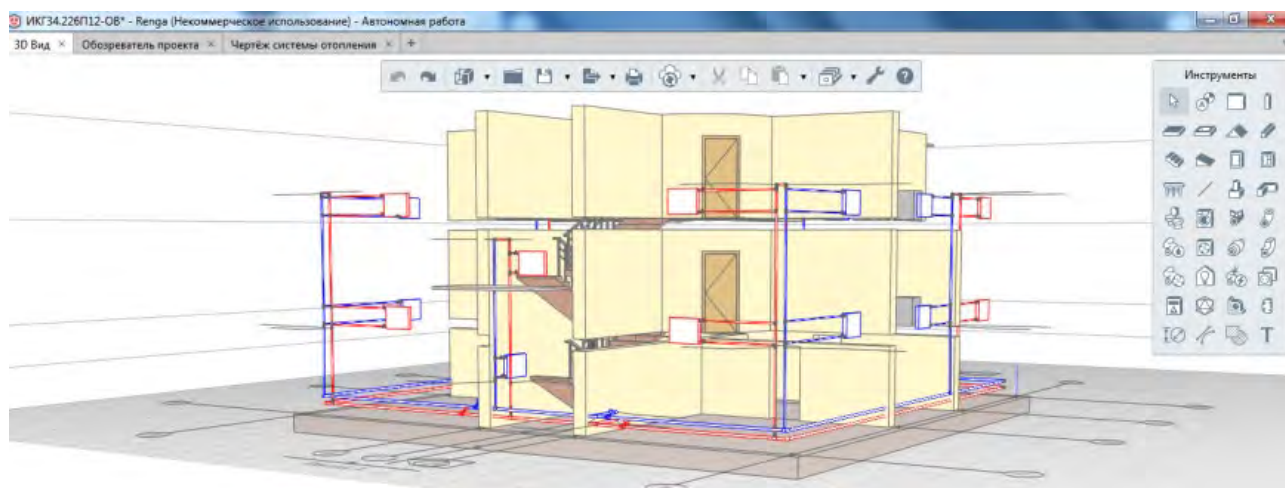 ИКГ34.226П12-ОВ* - Renga (Некоммерческое использование) - Автономная работа
3D Вид × Обозреватель проекта × Чертёж системы отопления × +
Инструменты